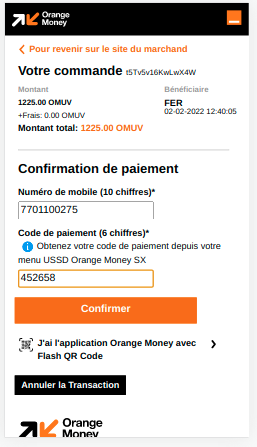 Orange
Money
Pour revenir sur le site du marchand
Votre commande t5Tv5v16KwLwX4W
Montant
1225.00 OMUV
+Frais: 0.00 OMUV
Bénéficiaire
FER
02-02-2022 12:40:05
Montant total: 1225.00 OMUV
Confirmation de paiement
Numéro de mobile (10 chiffres)*
7701100275
Code de paiement (6 chiffres)*
Obtenez votre code de paiement depuis votre
menu USSD Orange Money SX
452658
Confirmer
J'ai l'application Orange Money avec
Flash QR Code
Annuler la Transaction
Orange
Money